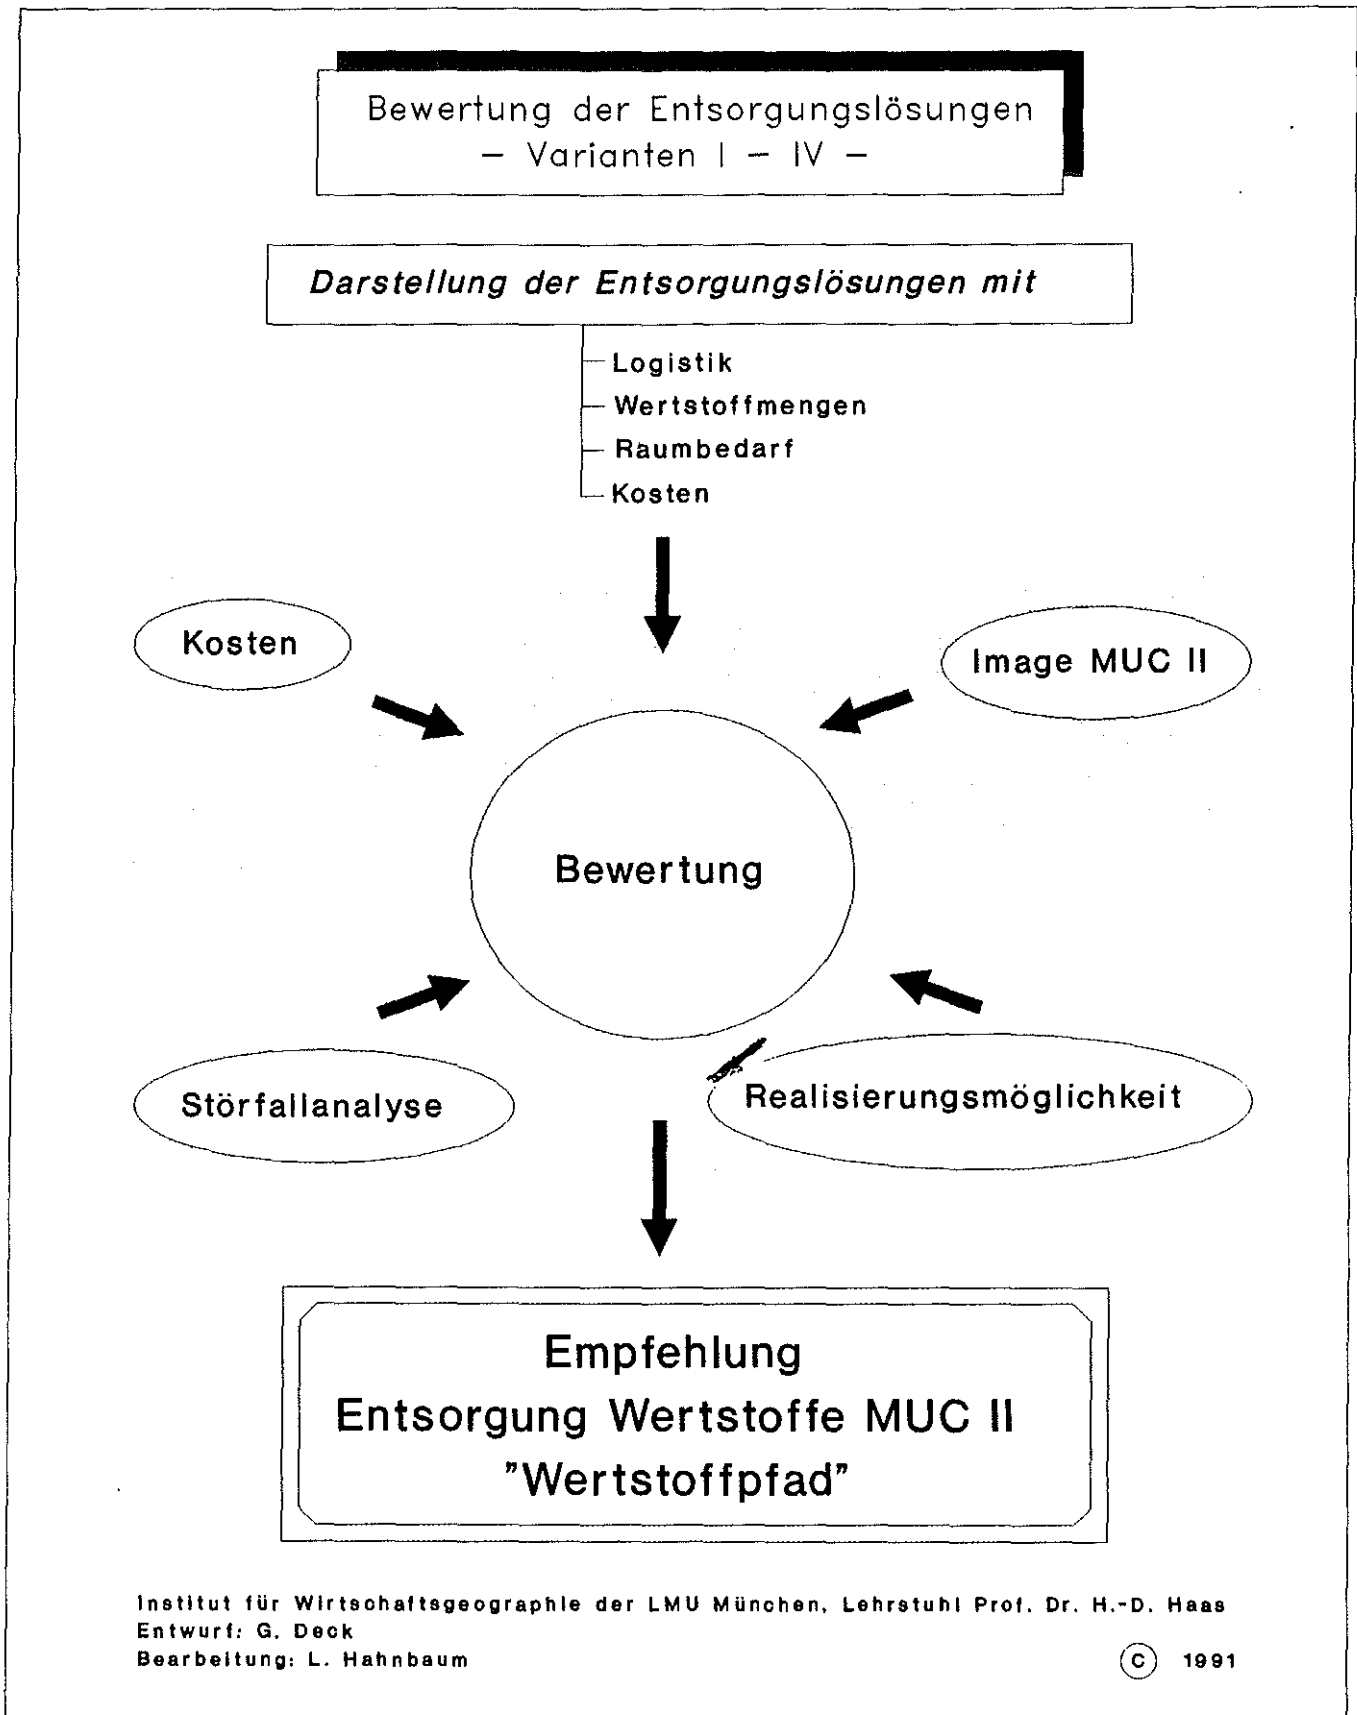 Bewertung der Entsorgungslösungen
– Varianten I – IV –
Darstellung der Entsorgungslösungen mit
Logistik
Wertstoffmengen
Raumbedarf
Kosten
Kosten
Image MUC II
Bewertung
Störfallanalyse
Realisierungsmöglichkeit
Empfehlung
Entsorgung Wertstoffe MUC II
"Wertstoffpfad"
Institut für Wirtschaftsgeographie der LMU München, Lehrstuhl Prof. Dr. H.-D. Haas
Entwurf: G. Deck
Bearbeitung: L. Hahnbaum
© 1991